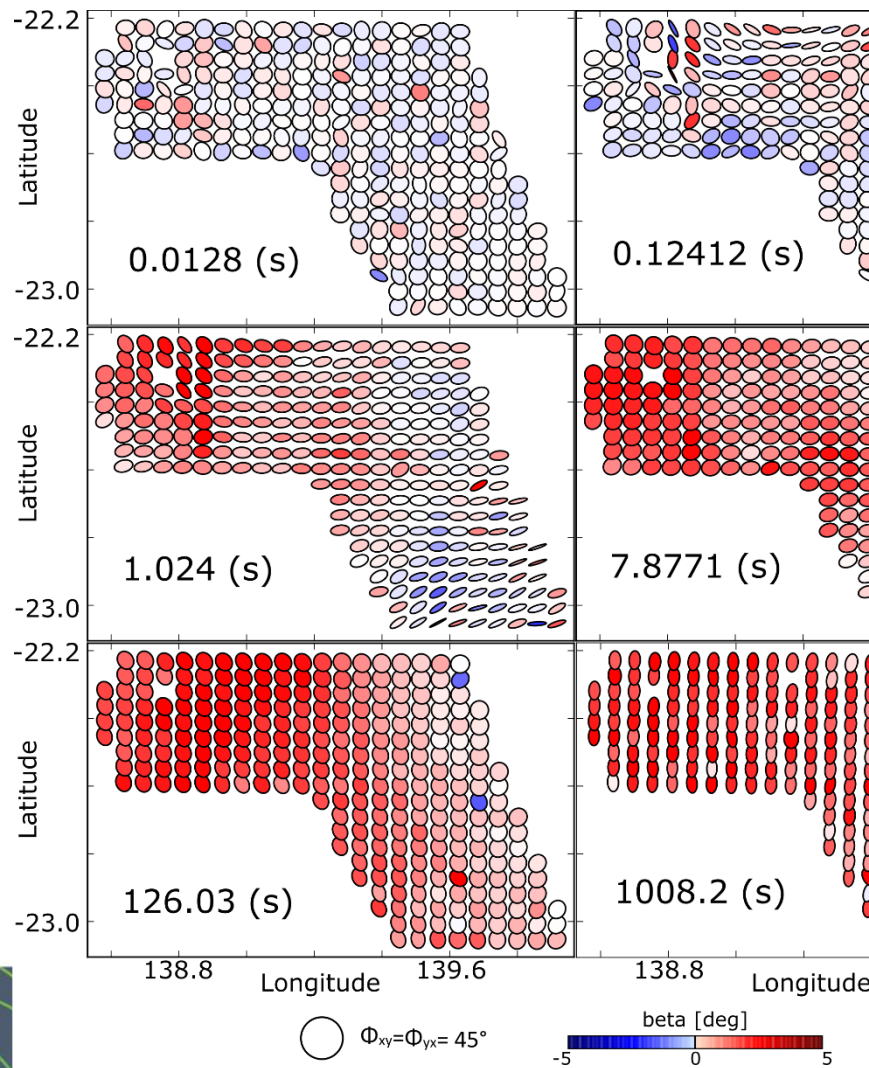 -22.2
Latitude
-23.0
0.0128 (s)
0.12412 (s)
-22.2
Latitude
-23.0
1.024 (s)
7.8771 (s)
-22.2
Latitude
-23.0
126.03 (s)
1008.2 (s)
138.8
139.6
138.8
Longitude
Longitud
Φxy=Φyx= 45°
beta [deg]
-5
0
5